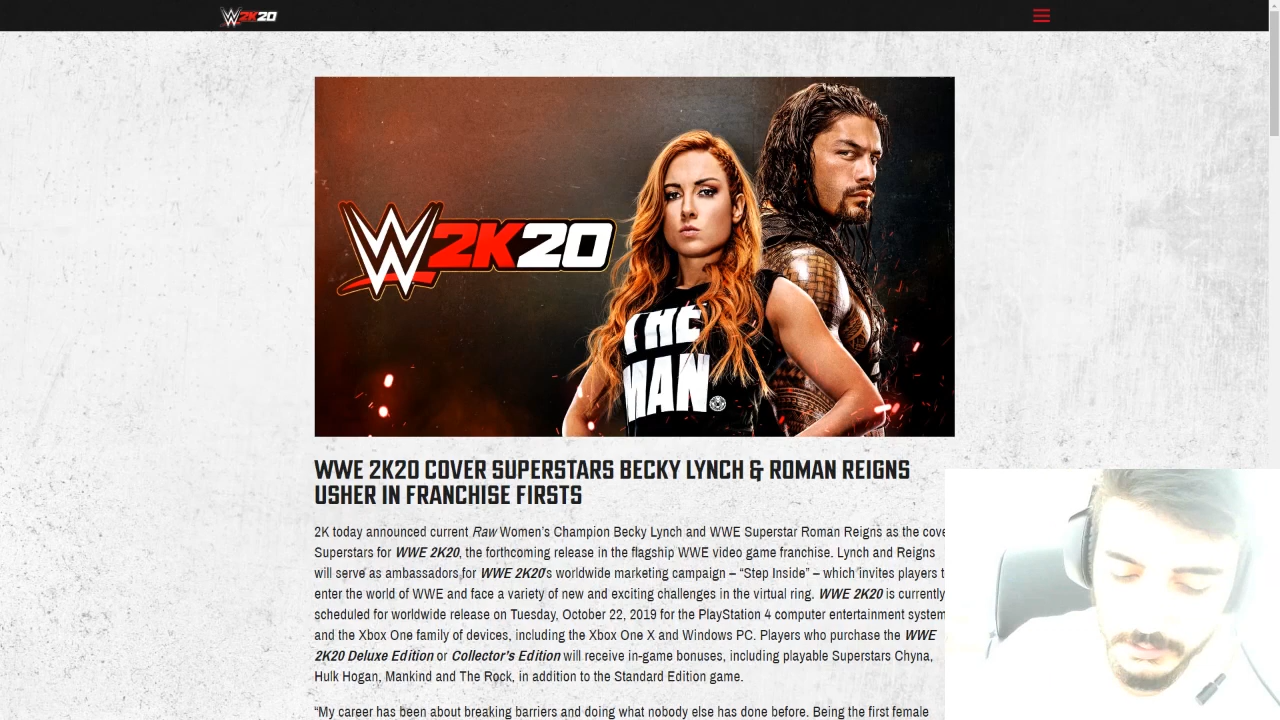 W2K20
W2K20
THE
MAN
WWE 2K20 COVER SUPERSTARS BECKY LYNCH & ROMAN REIGNS
USHER IN FRANCHISE FIRSTS
2K today announced current Raw Women's Champion Becky Lynch and WWE Superstar Roman Reigns as the cove
Superstars for WWE 2K20, the forthcoming release in the flagship WWE video game franchise. Lynch and Reigns
will serve as ambassadors for WWE 2K20's worldwide marketing campaign – “Step Inside” – which invites players t
enter the world of WWE and face a variety of new and exciting challenges in the virtual ring. WWE 2K20 is currently
scheduled for worldwide release on Tuesday, October 22, 2019 for the PlayStation 4 computer entertainment system
and the Xbox One family of devices, including the Xbox One X and Windows PC. Players who purchase the WWE
2K20 Deluxe Edition or Collector's Edition will receive in-game bonuses, including playable Superstars Chyna,
Hulk Hogan, Mankind and The Rock, in addition to the Standard Edition game.
“My career has been about breaking barriers and doing what nobody else has done before. Being the first female